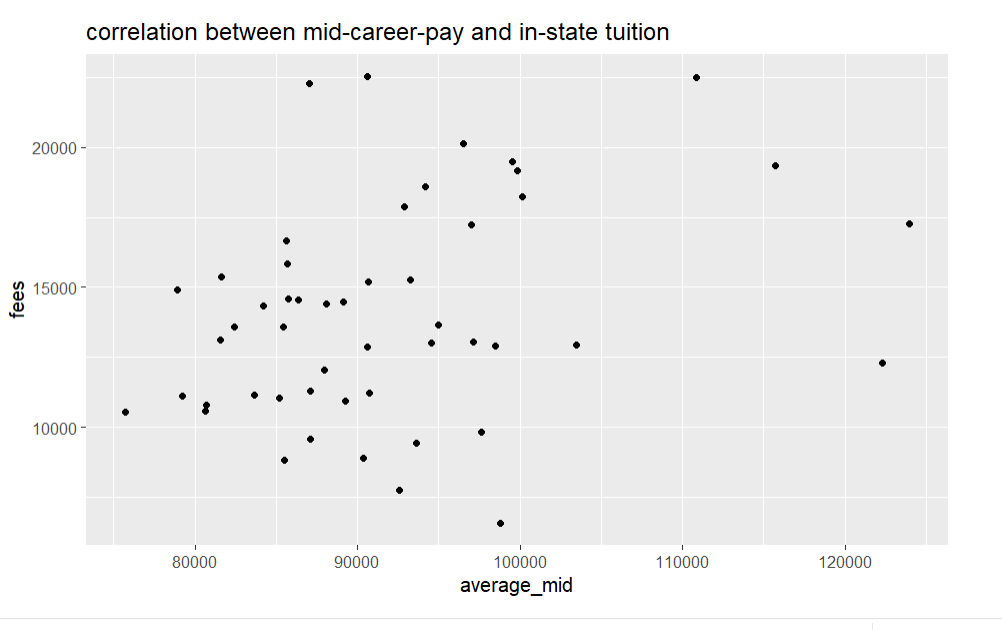 correlation between mid-career-pay and in-state tuition
20000
15000
10000
fees
80000 90000 100000 110000 120000
average_mid